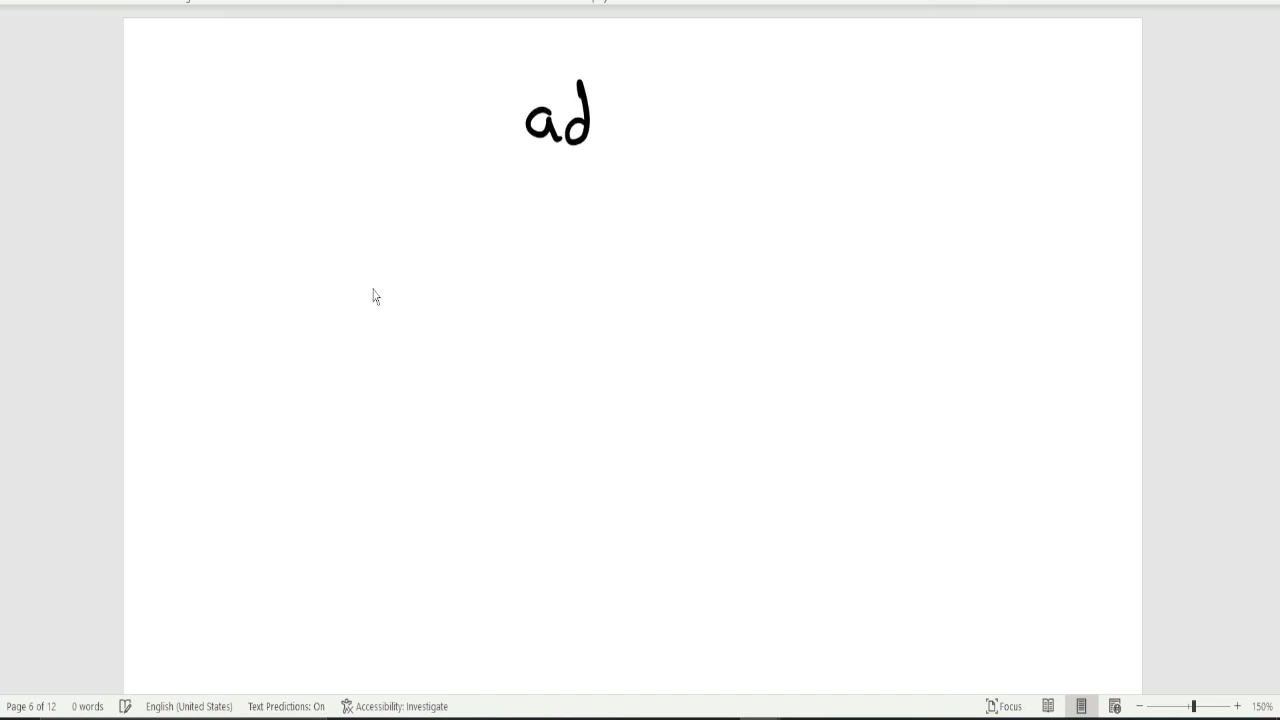 ad
Page 6 of 12 0 words English (United States) Text Predictions: On Accessibility: Investigate Focus 150%